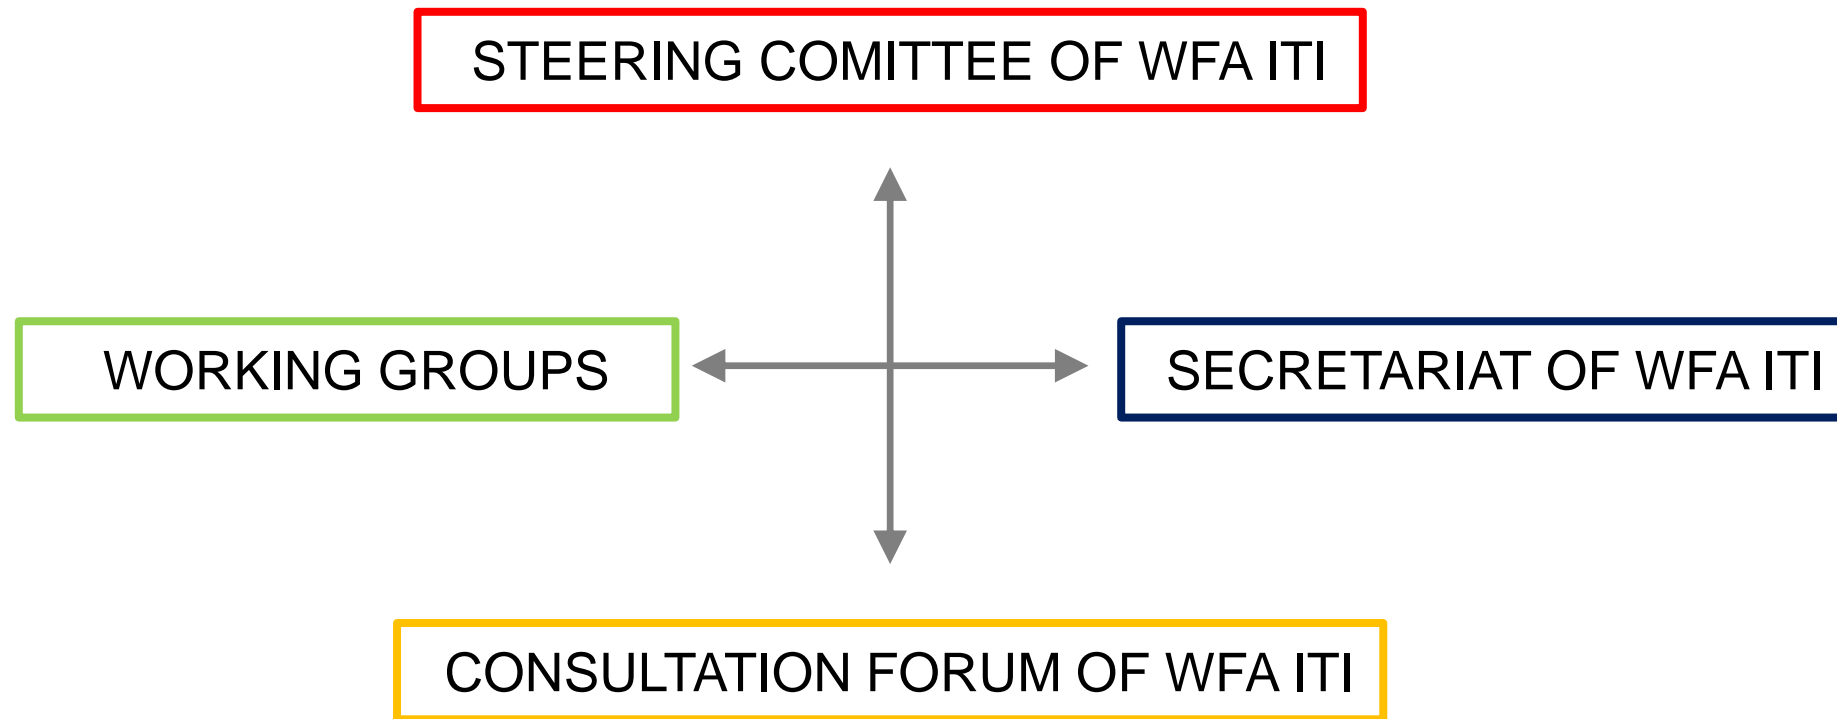 STEERING COMITTEE OF WFA ITI
WORKING GROUPS
SECRETARIAT OF WFA ITI
CONSULTATION FORUM OF WFA ITI